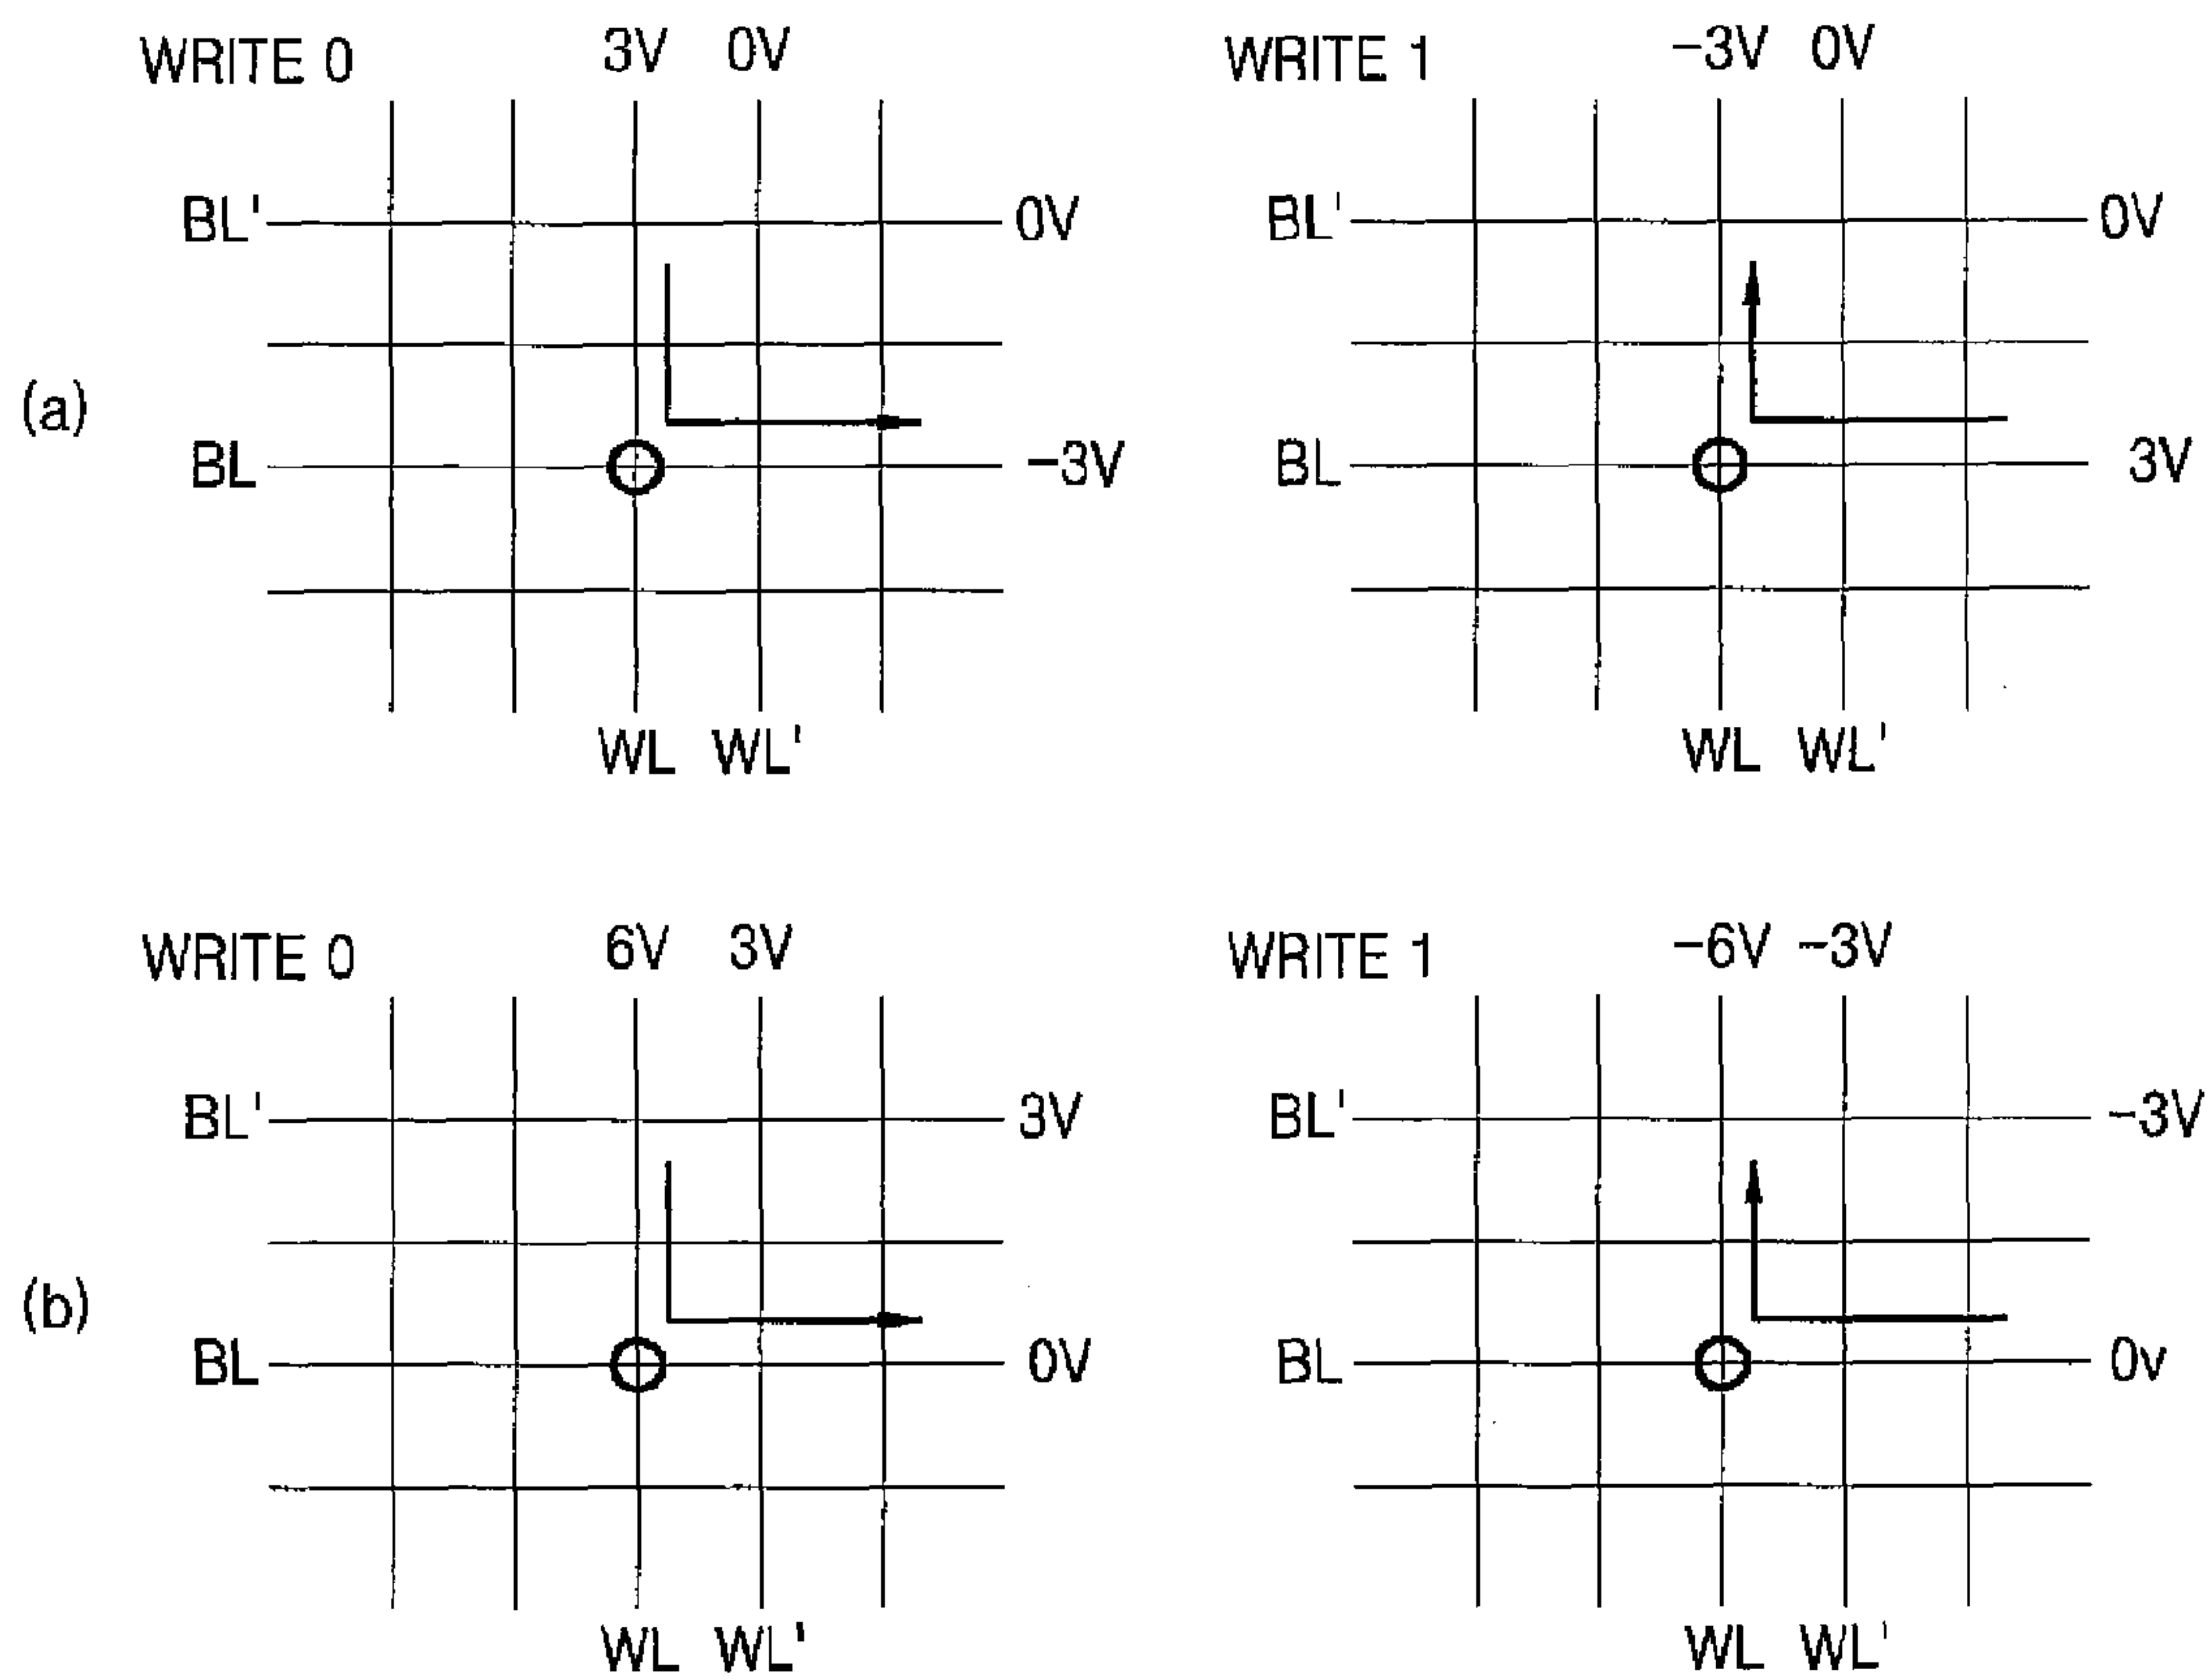 WRITE 0 3V 0V
BL' 0V
(a)
BL -3V
WL WL'
WRITE 1 -3V 0V
BL' 0V
BL 3V
WL WL'
WRITE 0 6V 3V
BL' 3V
(b)
BL 0V
WL WL'
WRITE 1 -6V -3V
BL' -3V
BL 0v
WL WL'